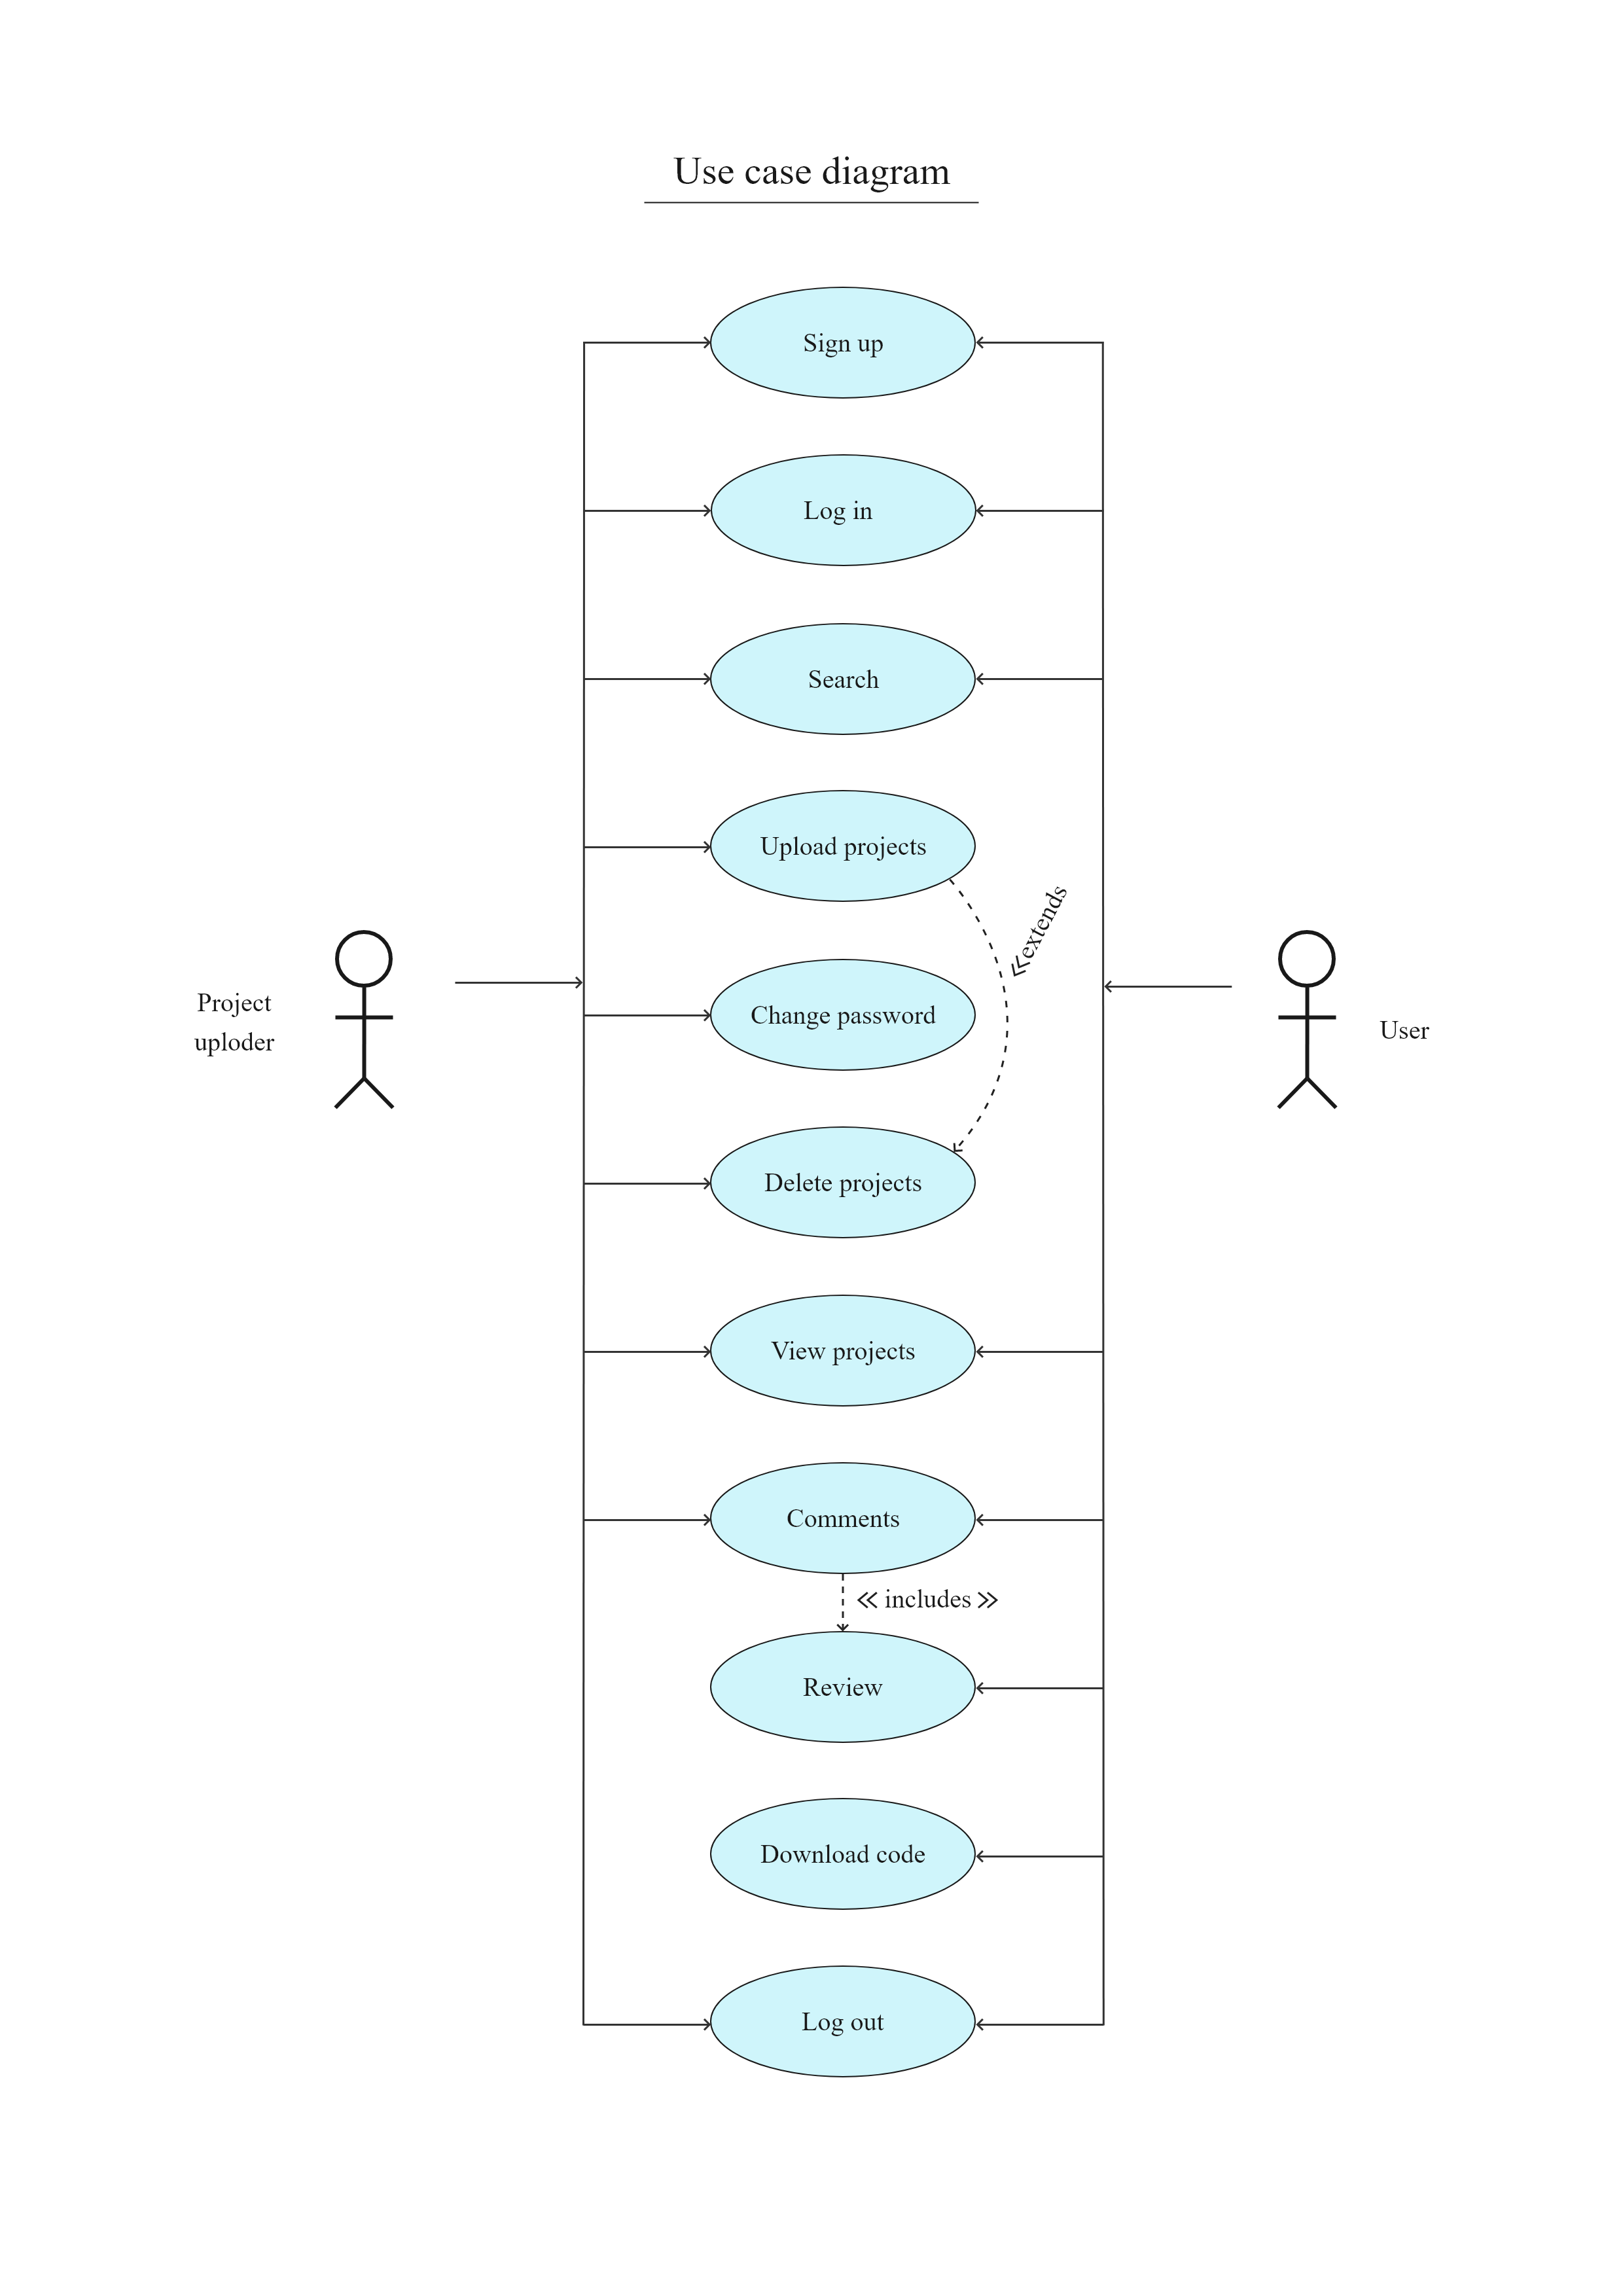 Use case diagram
Sign up
Log in
Search
Upload projects
<<extends
Project
uploder
Change password
User
Delete projects
View projects
Comments
<< includes >>
Review
Download code
Log out